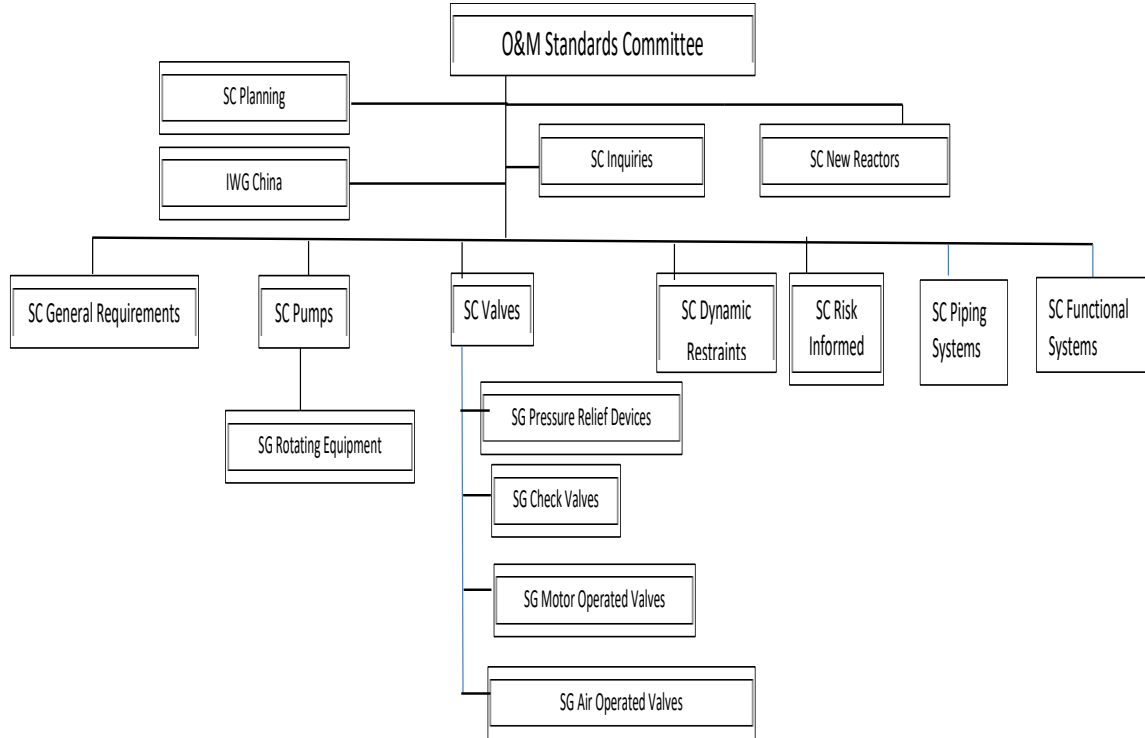 O&M Standards Committee
SC Planning
SC Inquiries
SC New Reactors
IWG China
SC General Requirements
SC Pumps
SC Valves
SC Dynamic
Restraints
SC Risk
Informed
SC Piping
Systems
SC Functional
Systems
SG Pressure Relief Devices
SG Rotating Equipment
SG Check Valves
SG Motor Operated Valves
SG Air Operated Valves